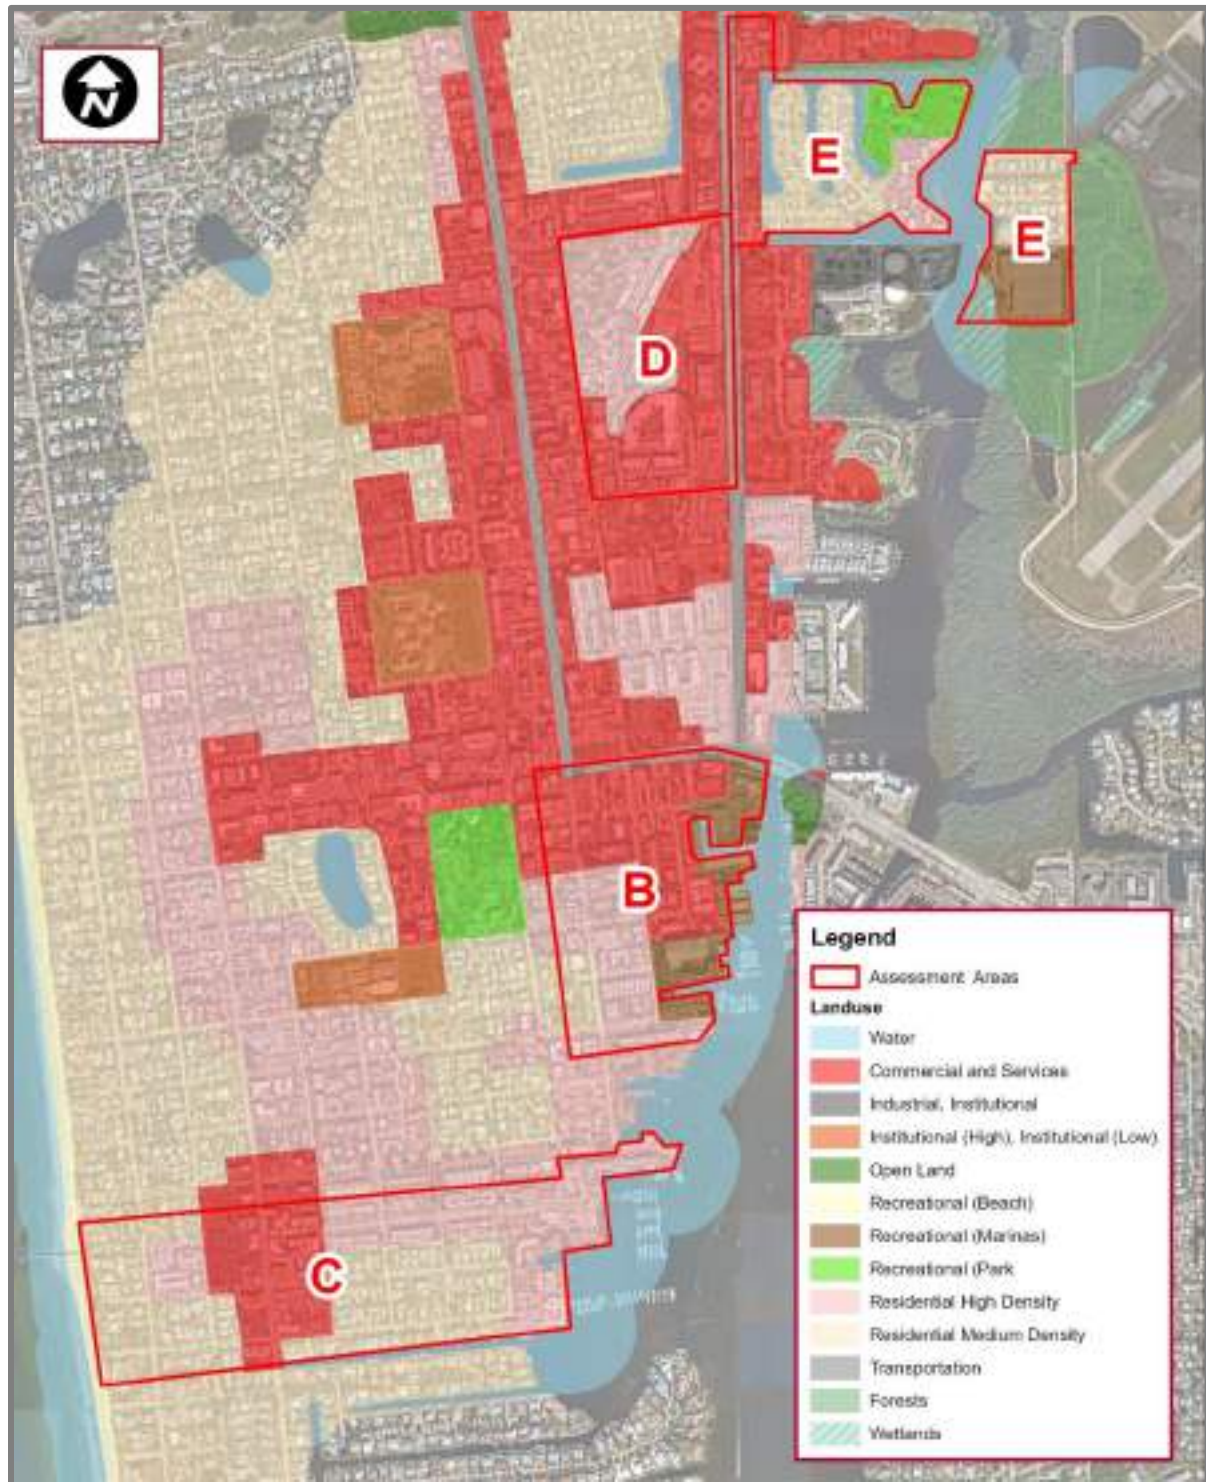 N
E
E
D
B
C
Legend
Assessment Areas
Landuse
Water
Commercial and Services
Industrial, Institutional
Institutional (High), Institutional (Low)
Open Land
Recreational (Beach)
Recreational (Marinas)
Recreational (Park
Residential High Density
Residential Medium Density
Transportation
Forests
Wetlands